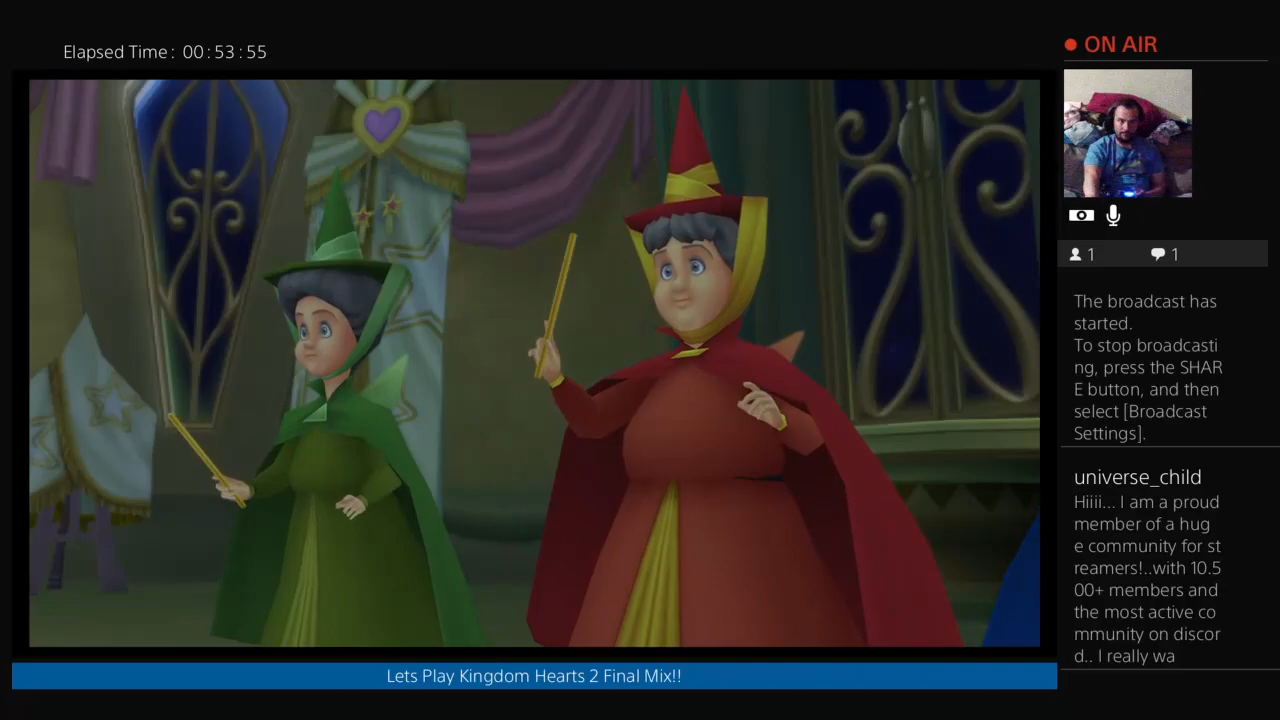 Elapsed Time: 00:53:55
ON AIR
1
1
The broadcast has
started.
To stop broadcasti
ng, press the SHAR
E button, and then
select [Broadcast
Settings].
universe_child
Hiiii... I am a proud
member of a hug
e community for st
reamers!..with 10.5
00+ members and
the most active co
mmunity on discor
d.. I really wa
Lets Play Kingdom Hearts 2 Final Mix!!